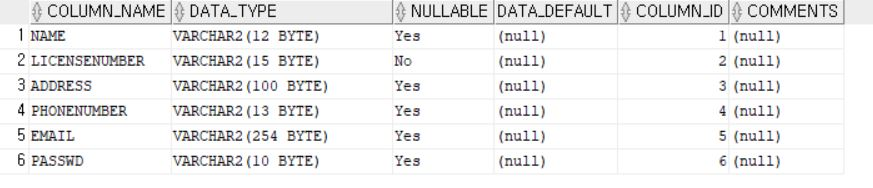 COLUMN_NAME DATA_TYPE NULLABLE DATA_DEFAULT COLUMN_ID COMMENTS
1 NAME VARCHAR2(12 BYTE) Yes (null) 1 (null)
2 LICENSENUMBER VARCHAR2(15 BYTE) No (null) 2 (null)
3 ADDRESS VARCHAR2(100 BYTE) Yes (null) 3 (null)
4 PHONENUMBER VARCHAR2(13 BYTE) Yes (null) 4 (null)
5 EMAIL VARCHAR2(254 BYTE) Yes (null) 5 (null)
6 PASSWD VARCHAR2(10 BYTE) Yes (null) 6 (null)